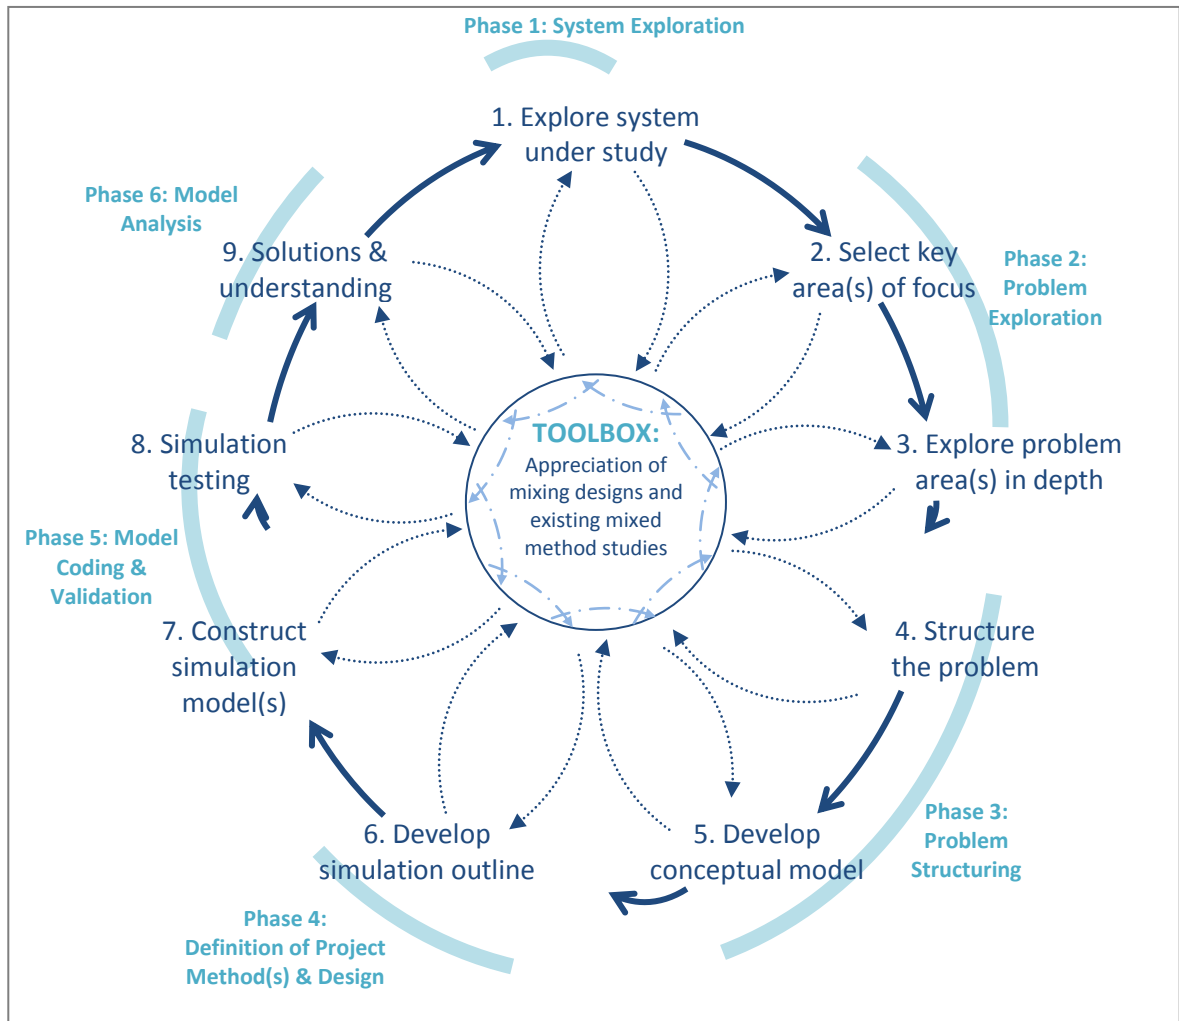 Phase 1: System Exploration
1. Explore system
under study
Phase 2:
Problem
Exploration
2. Select key
area(s) of focus
3. Explore problem
area(s) in depth
4. Structure
the problem
Phase 3:
Problem
Structuring
5. Develop
conceptual model
6. Develop
simulation outline
Phase 4:
Definition of Project
Method(s) & Design
7. Construct
simulation
model(s)
Phase 5: Model
Coding &
Validation
8. Simulation
testing
9. Solutions &
understanding
Phase 6: Model
Analysis
TOOLBOX:
Appreciation of
mixing designs and
existing mixed
method studies